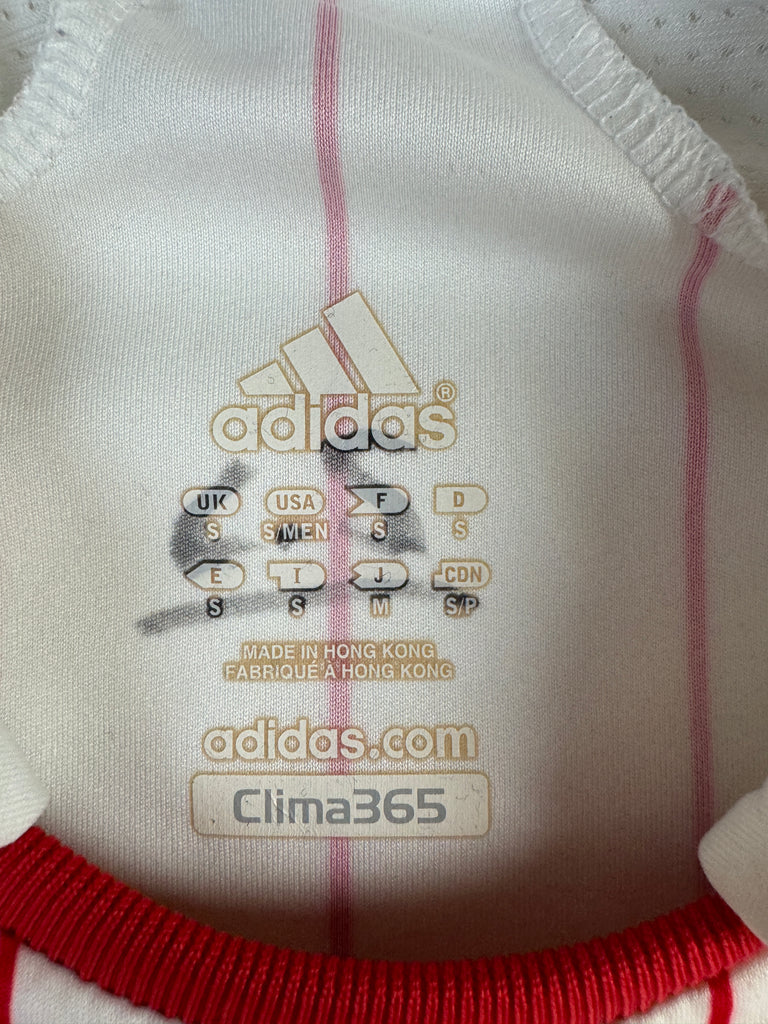 adidas®
UK USA F D
S S/MEN S S
E I J CDN
S S M S/P
MADE IN HONG KONG
FABRIQUÉ À HONG KONG
adidas.com
Clima365